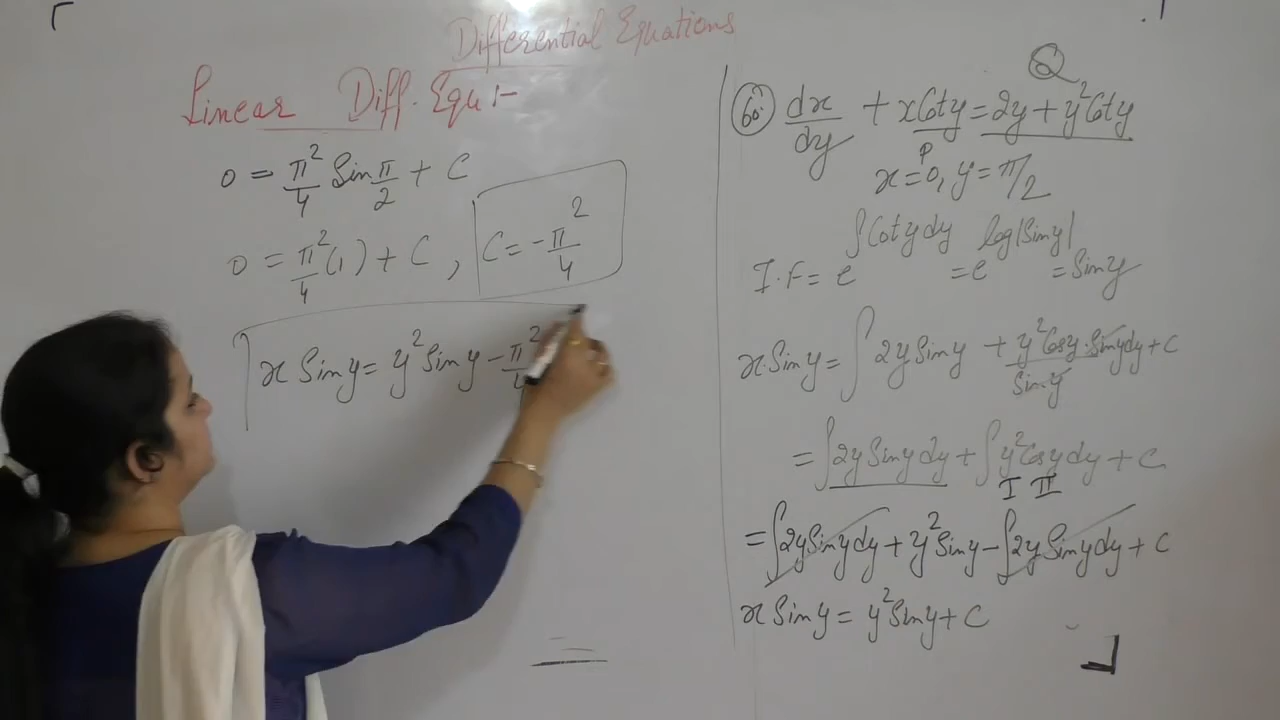 Differential Equations
Linear Diff. Equ :-
0 = π²/4 Sin π/2 + C
0 = π²/4 (1) + C , C = -π²/4
x Sin y = y² Sin y - π²/4
Q
60. dx/dy + x Cot y = 2y + y² Cot y
P
x = 0, y = π/2
I.F = e^∫Cot y dy = e^log|Sin y| = Sin y
x.Sin y = ∫ 2y Sin y + y² Cos y . Sin y dy / Sin y + C
= ∫ 2y Sin y dy + ∫ y² Cos y dy + C
I II
= ∫ 2y Sin y dy + y² Sin y - ∫ 2y Sin y dy + C
x Sin y = y² Sin y + C